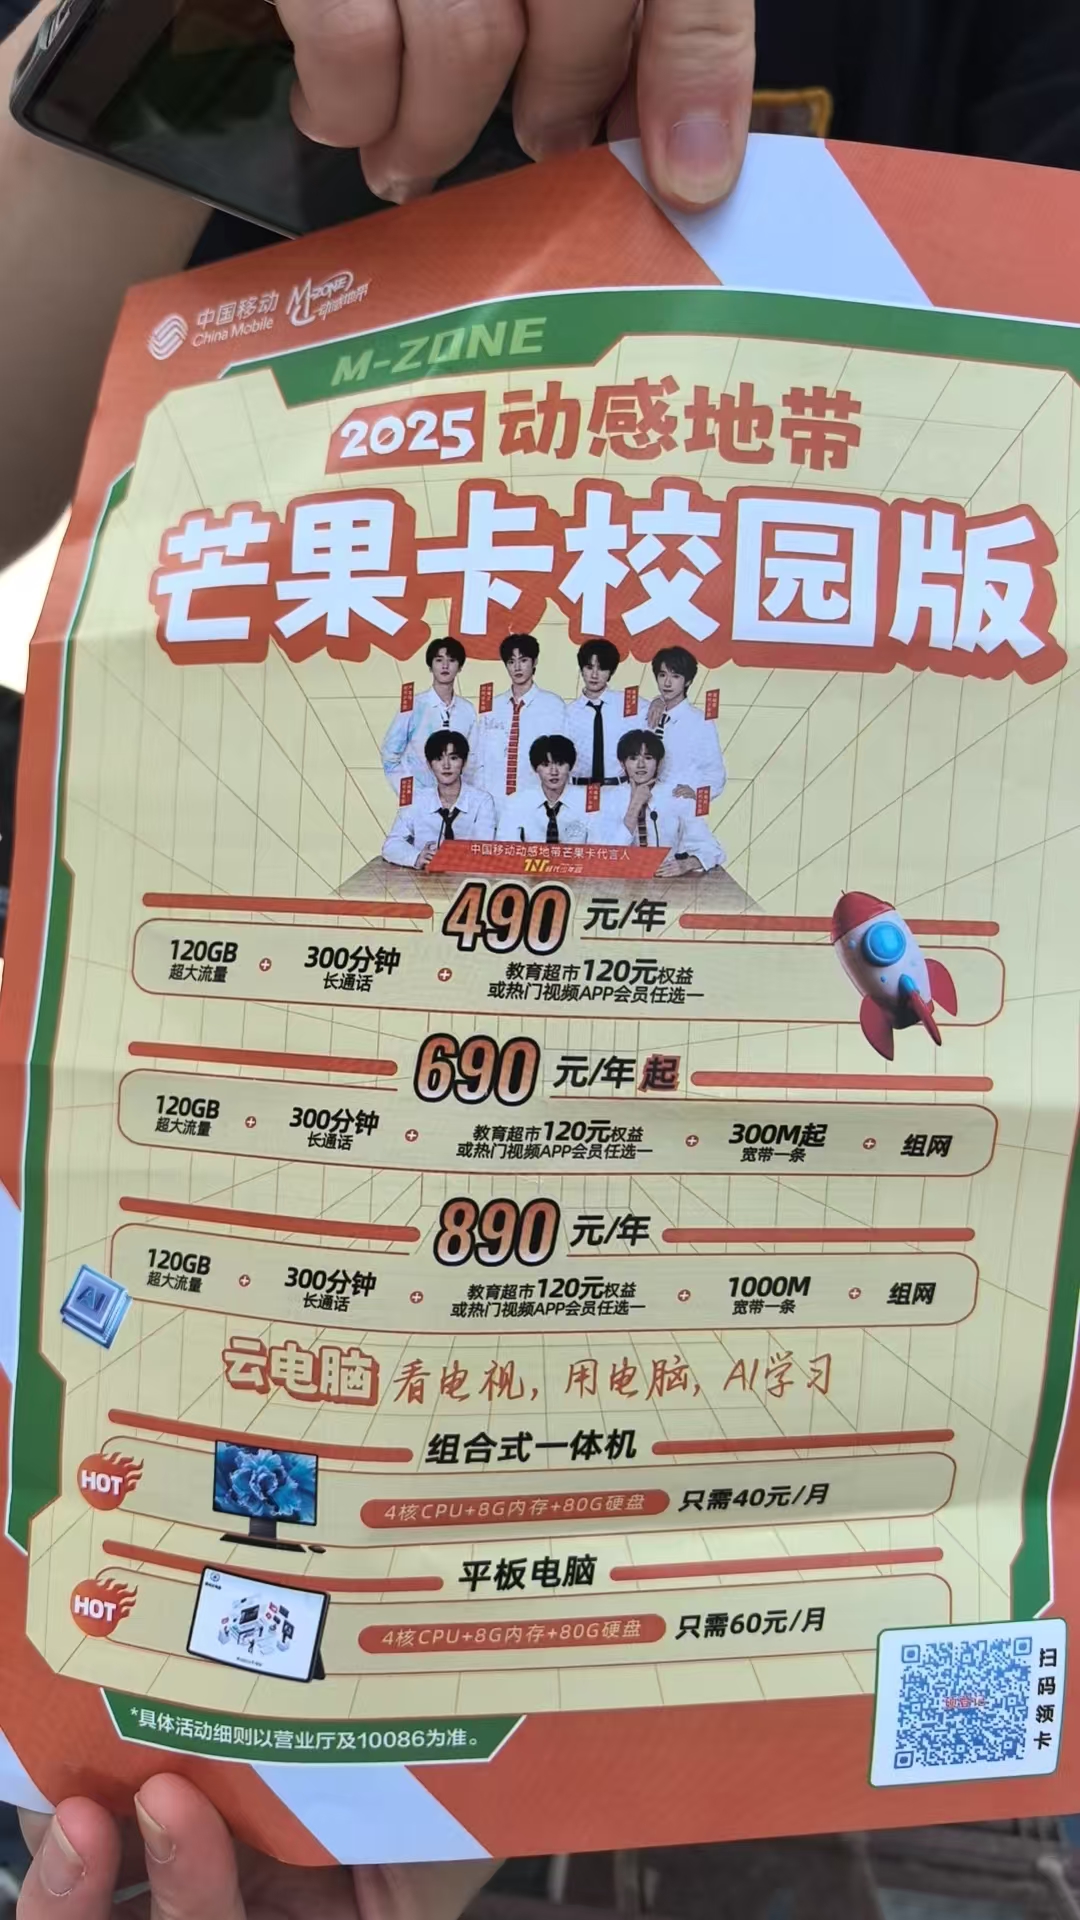 中国移动
China Mobile
M-ZONE
动感地带
M-ZONE
2025 动感地带
芒果卡校园版
中国移动动感地带芒果卡代言人
TNT时代少年团
490 元/年
120GB
超大流量
300分钟
长通话
教育超市120元权益
或热门视频APP会员任选一
690 元/年起
120GB
超大流量
300分钟
长通话
教育超市120元权益
或热门视频APP会员任选一
300M起
宽带一条
组网
890 元/年
120GB
超大流量
300分钟
长通话
教育超市120元权益
或热门视频APP会员任选一
1000M
宽带一条
组网
AI
云电脑 看电视, 用电脑, AI学习
组合式一体机
HOT
4核CPU+8G内存+80G硬盘 只需40元/月
平板电脑
HOT
4核CPU+8G内存+80G硬盘 只需60元/月
扫码领卡
*具体活动细则以营业厅及10086为准。